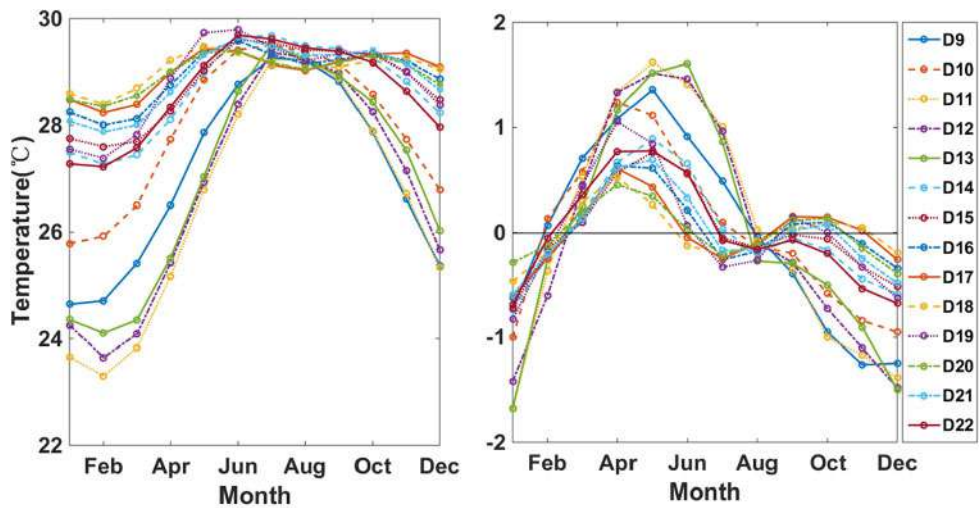 30
28
26
24
22
Temperature(℃)
Feb Apr Jun Aug Oct Dec
Month
2
1
0
-1
-2
Feb Apr Jun Aug Oct Dec
Month
D9
D10
D11
D12
D13
D14
D15
D16
D17
D18
D19
D20
D21
D22